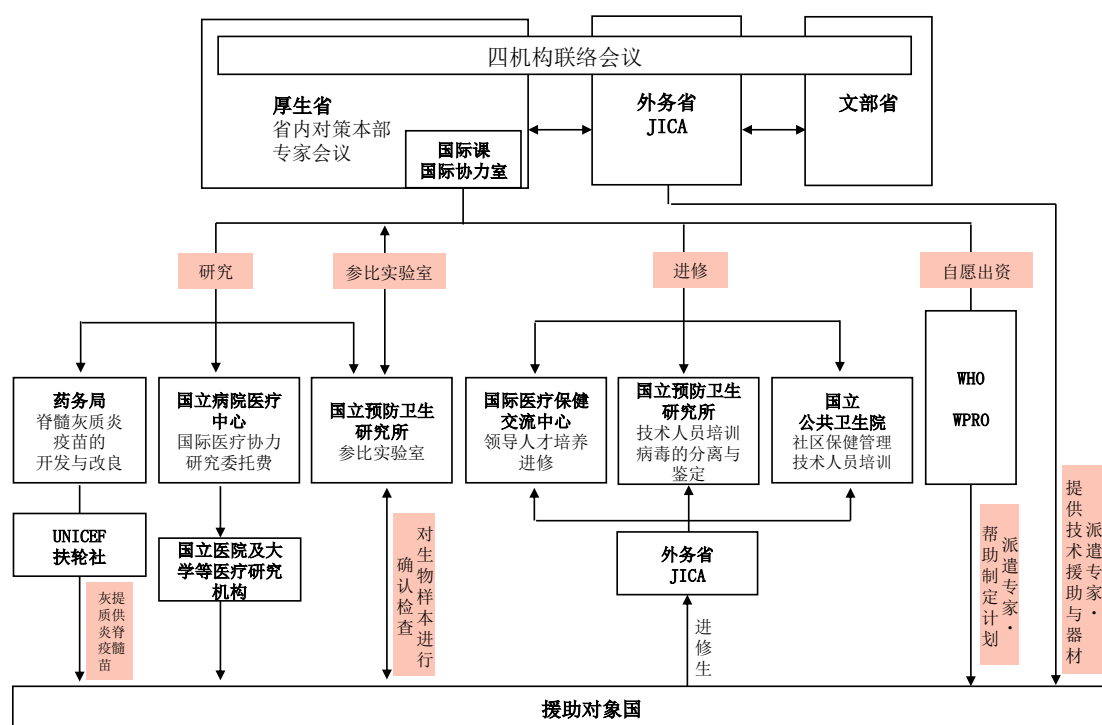 四机构联络会议
厚生省
省内对策本部
专家会议
国际课
国际协力室
外务省
JICA
文部省
研究
参比实验室
进修
自愿出资
药务局
脊髓灰质炎
疫苗的
开发与改良
国立病院医疗
中心
国际医疗协力
研究委托费
国立预防卫生
研究所
参比实验室
国际医疗保健
交流中心
领导人才培养
进修
国立预防卫生
研究所
技术人员培训
病毒的分离与
鉴定
国立
公共卫生院
社区保健管理
技术人员培训
WHO
WPRO
UNICEF
扶轮社
国立医院及大
学等医疗研究
机构
外务省
JICA
提供脊髓
灰质炎疫苗
对生物样本进行
确认检查
进修生
派遣专家·
帮助制定计划
派遣专家·
提供技术援助与器材
援助对象国